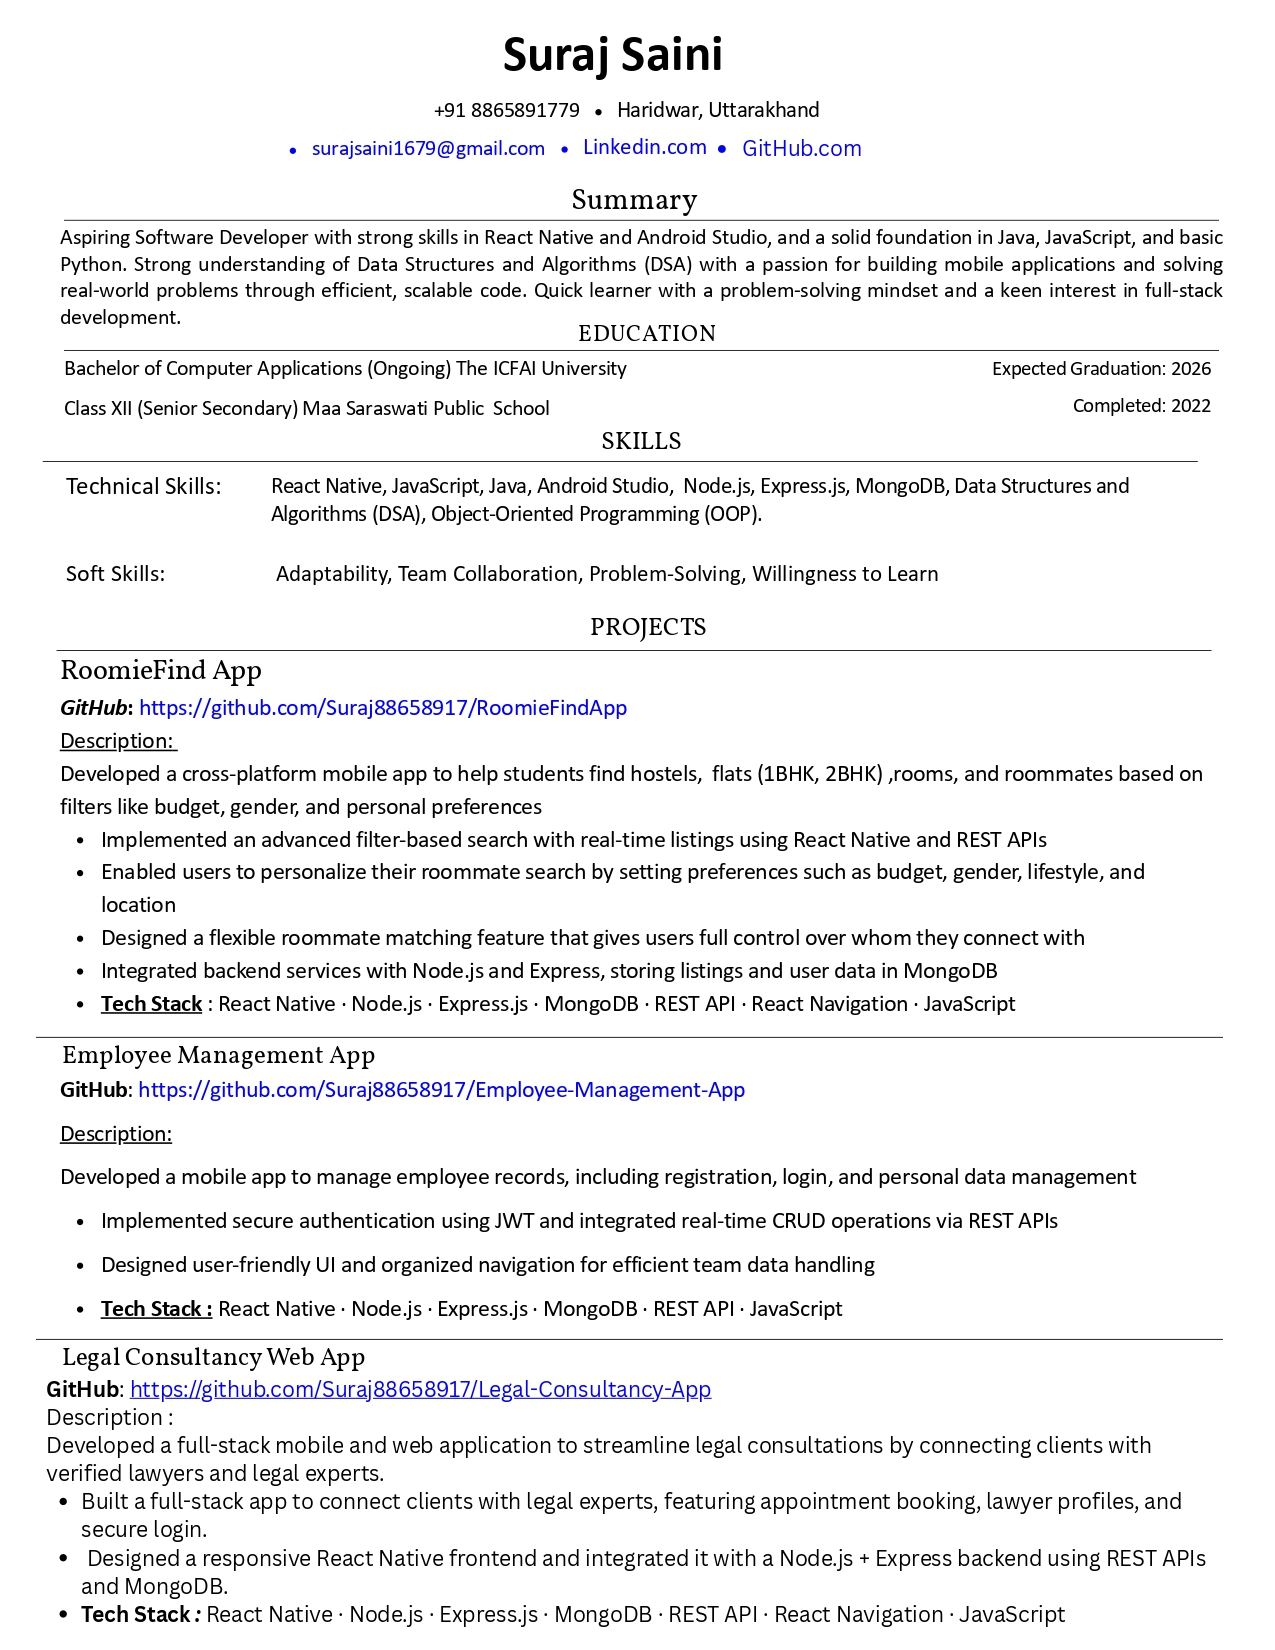 Suraj Saini
+91 8865891779 • Haridwar, Uttarakhand
• surajsaini1679@gmail.com • Linkedin.com • GitHub.com
Summary
Aspiring Software Developer with strong skills in React Native and Android Studio, and a solid foundation in Java, JavaScript, and basic
Python. Strong understanding of Data Structures and Algorithms (DSA) with a passion for building mobile applications and solving
real-world problems through efficient, scalable code. Quick learner with a problem-solving mindset and a keen interest in full-stack
development.
EDUCATION
Bachelor of Computer Applications (Ongoing) The ICFAI University Expected Graduation: 2026
Class XII (Senior Secondary) Maa Saraswati Public School Completed: 2022
SKILLS
Technical Skills: React Native, JavaScript, Java, Android Studio, Node.js, Express.js, MongoDB, Data Structures and
Algorithms (DSA), Object-Oriented Programming (OOP).
Soft Skills: Adaptability, Team Collaboration, Problem-Solving, Willingness to Learn
PROJECTS
RoomieFind App
GitHub: https://github.com/Suraj88658917/RoomieFindApp
Description:
Developed a cross-platform mobile app to help students find hostels, flats (1BHK, 2BHK) ,rooms, and roommates based on
filters like budget, gender, and personal preferences
• Implemented an advanced filter-based search with real-time listings using React Native and REST APIs
• Enabled users to personalize their roommate search by setting preferences such as budget, gender, lifestyle, and
location
• Designed a flexible roommate matching feature that gives users full control over whom they connect with
• Integrated backend services with Node.js and Express, storing listings and user data in MongoDB
• Tech Stack : React Native · Node.js · Express.js · MongoDB · REST API · React Navigation · JavaScript
Employee Management App
GitHub: https://github.com/Suraj88658917/Employee-Management-App
Description:
Developed a mobile app to manage employee records, including registration, login, and personal data management
• Implemented secure authentication using JWT and integrated real-time CRUD operations via REST APIs
• Designed user-friendly UI and organized navigation for efficient team data handling
• Tech Stack : React Native · Node.js · Express.js · MongoDB · REST API · JavaScript
Legal Consultancy Web App
GitHub: https://github.com/Suraj88658917/Legal-Consultancy-App
Description :
Developed a full-stack mobile and web application to streamline legal consultations by connecting clients with
verified lawyers and legal experts.
• Built a full-stack app to connect clients with legal experts, featuring appointment booking, lawyer profiles, and
secure login.
• Designed a responsive React Native frontend and integrated it with a Node.js + Express backend using REST APIs
and MongoDB.
• Tech Stack : React Native · Node.js · Express.js · MongoDB · REST API · React Navigation · JavaScript